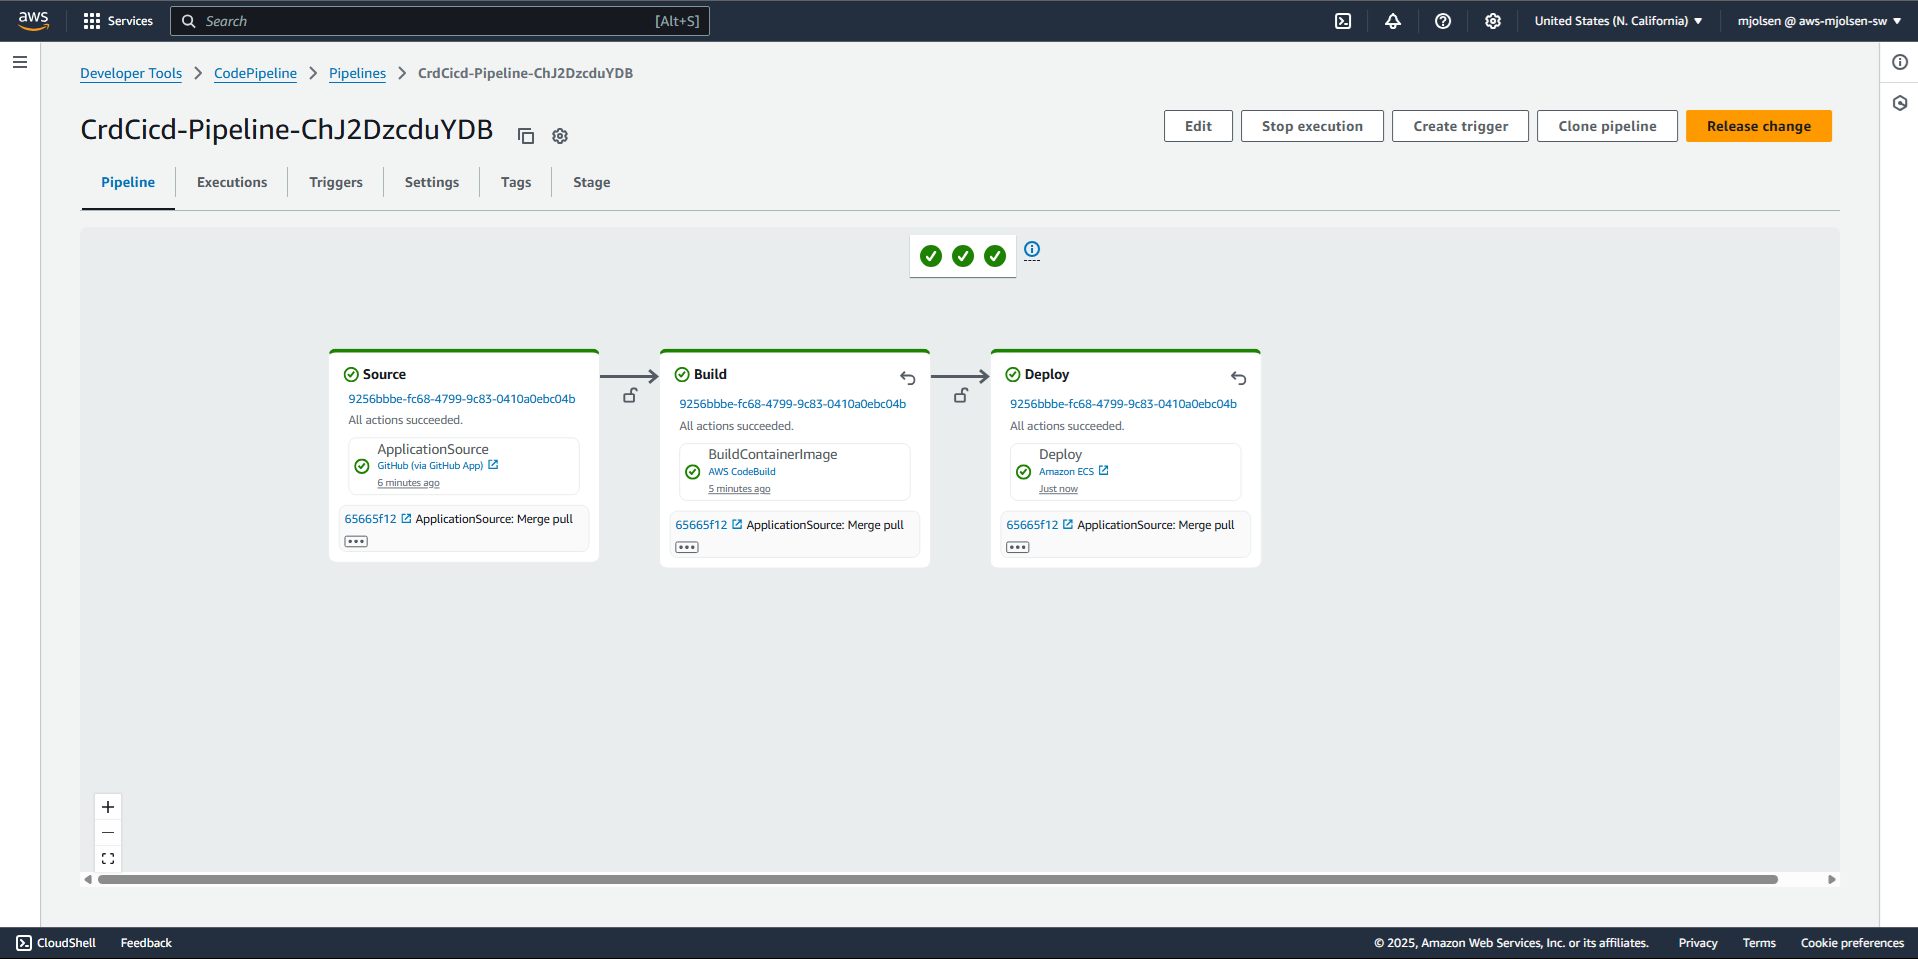 aws Services Search [Alt+S] United States (N. California) mjolsen @ aws-mjolsen-sw
Developer Tools CodePipeline Pipelines CrdCicd-Pipeline-ChJ2DzcduYDB
CrdCicd-Pipeline-ChJ2DzcduYDB
Edit Stop execution Create trigger Clone pipeline Release change
Pipeline Executions Triggers Settings Tags Stage
Source
9256bbbe-fc68-4799-9c83-0410a0ebc04b
All actions succeeded.
ApplicationSource
GitHub (via GitHub App)
6 minutes ago
65665f12 ApplicationSource: Merge pull
Build
9256bbbe-fc68-4799-9c83-0410a0ebc04b
All actions succeeded.
BuildContainerImage
AWS CodeBuild
5 minutes ago
65665f12 ApplicationSource: Merge pull
Deploy
9256bbbe-fc68-4799-9c83-0410a0ebc04b
All actions succeeded.
Deploy
Amazon ECS
Just now
65665f12 ApplicationSource: Merge pull
CloudShell Feedback © 2025, Amazon Web Services, Inc. or its affiliates. Privacy Terms Cookie preferences